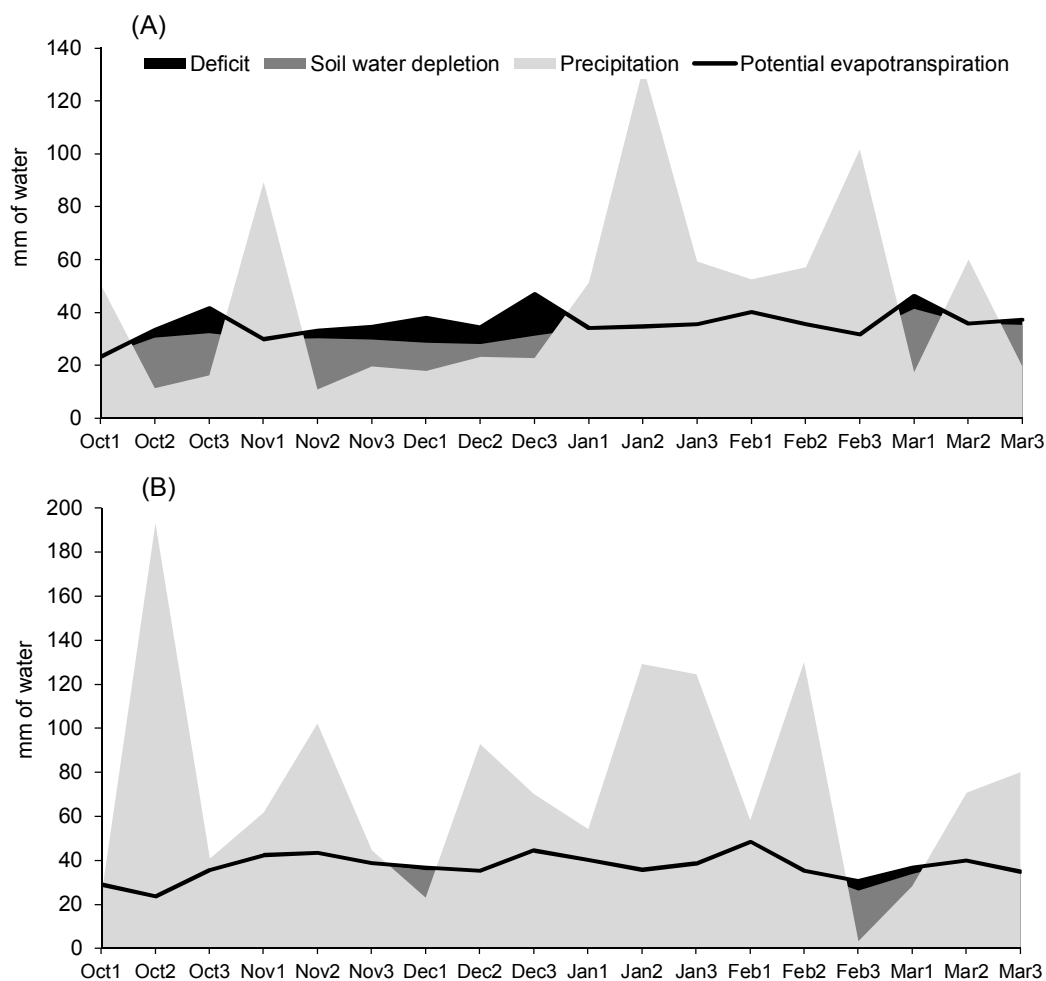 (A)
140
Deficit Soil water depletion Precipitation Potential evapotranspiration
120
100
80
60
40
20
0
mm of water
Oct1 Oct2 Oct3 Nov1 Nov2 Nov3 Dec1 Dec2 Dec3 Jan1 Jan2 Jan3 Feb1 Feb2 Feb3 Mar1 Mar2 Mar3
(B)
200
180
160
140
120
100
80
60
40
20
0
mm of water
Oct1 Oct2 Oct3 Nov1 Nov2 Nov3 Dec1 Dec2 Dec3 Jan1 Jan2 Jan3 Feb1 Feb2 Feb3 Mar1 Mar2 Mar3